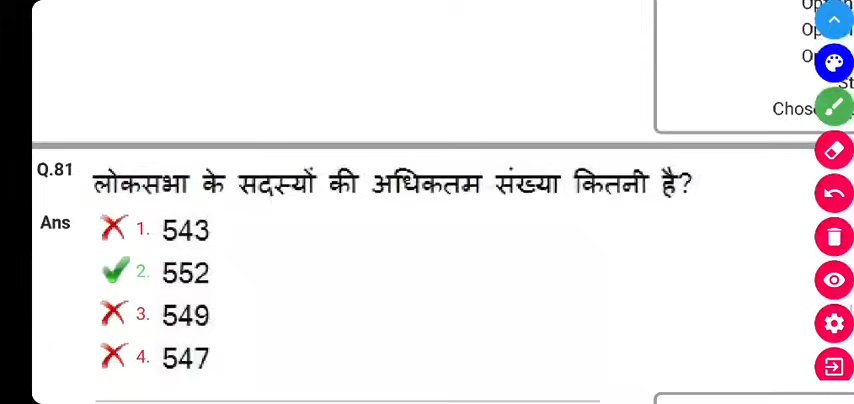 Chos
Q.81 लोकसभा के सदस्यों की अधिकतम संख्या कितनी है?
Ans 1. 543
2. 552
3. 549
4. 547